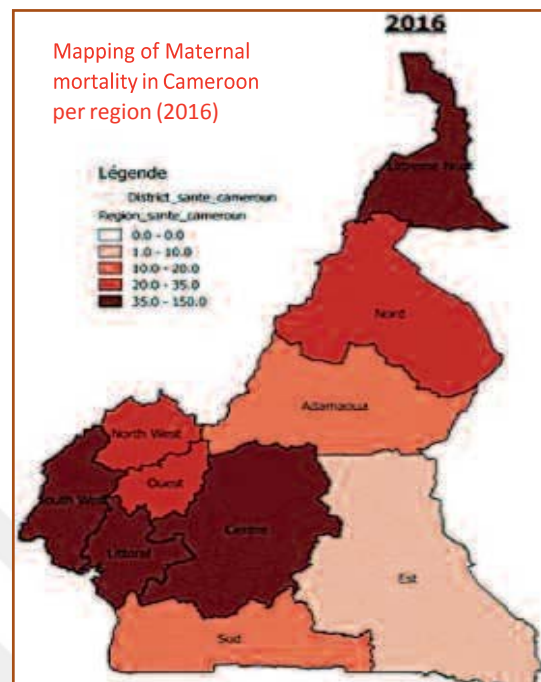 2016
Mapping of Maternal
mortality in Cameroon
per region (2016)
Légende
District_sante_cameroun
Region_sante_cameroun
0.0 - 0.0
1.0 - 10.0
10.0 - 20.0
20.0 - 35.0
35.0 - 150.0
Extreme Nord
Nord
Adamaoua
North West
Ouest
South West
Littoral
Centre
Est
Sud